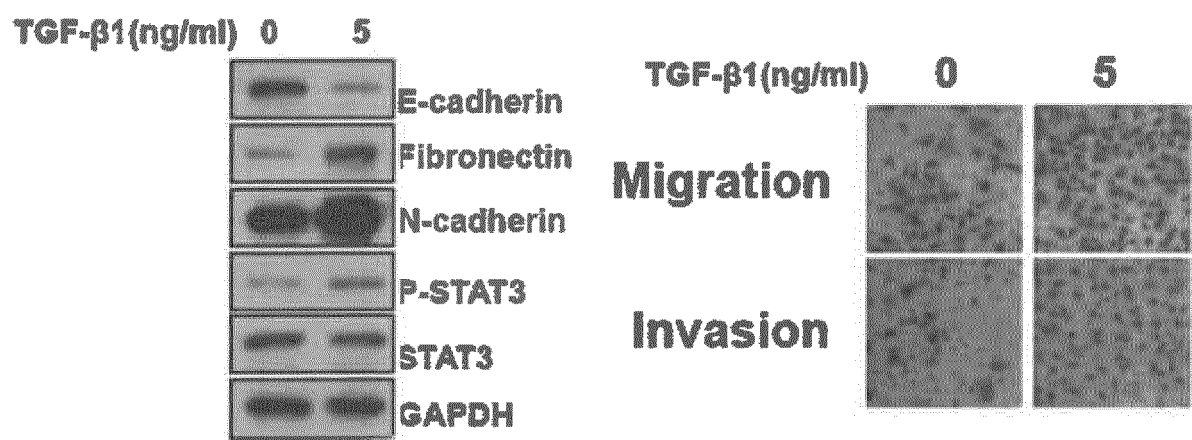 TGF-β1(ng/ml) 0 5
E-cadherin
Fibronectin
N-cadherin
P-STAT3
STAT3
GAPDH
TGF-β1(ng/ml) 0 5
Migration
Invasion